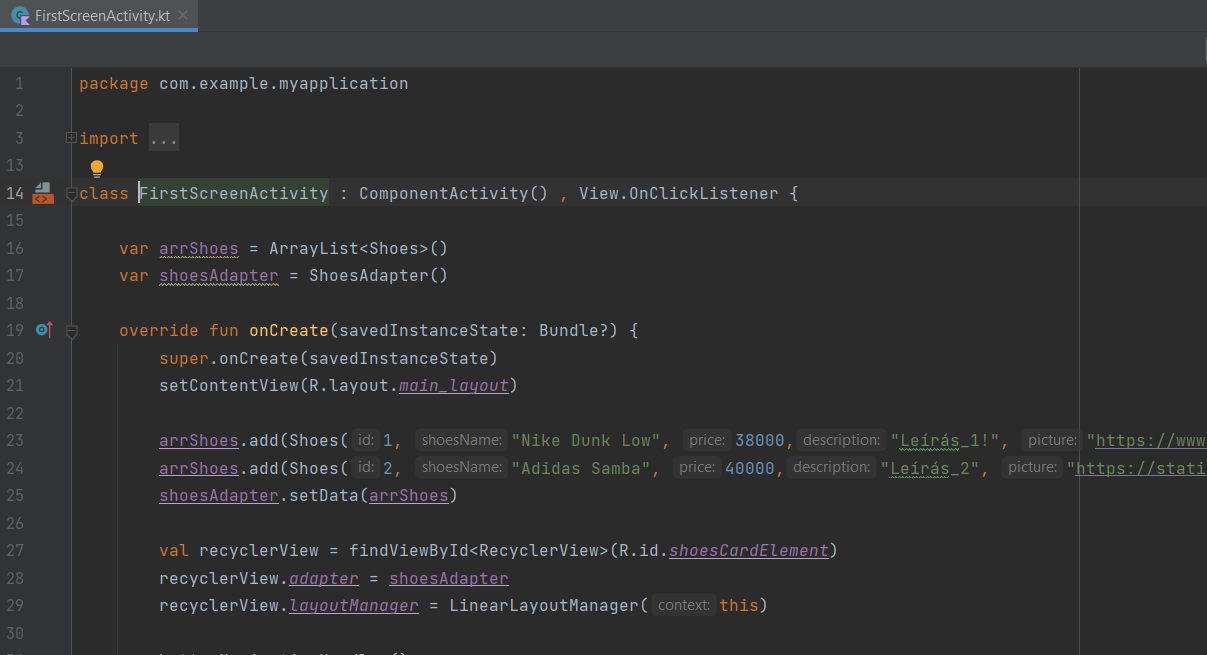 FirstScreenActivity.kt
1 package com.example.myapplication
2
3 import ...
13
14 class FirstScreenActivity : ComponentActivity() , View.OnClickListener {
15
16 var arrShoes = ArrayList<Shoes>()
17 var shoesAdapter = ShoesAdapter()
18
19 override fun onCreate(savedInstanceState: Bundle?) {
20 super.onCreate(savedInstanceState)
21 setContentView(R.layout.main_layout)
22
23 arrShoes.add(Shoes( id: 1, shoesName: "Nike Dunk Low", price: 38000, description: "Leírás_1!", picture: "https://www
24 arrShoes.add(Shoes( id: 2, shoesName: "Adidas Samba", price: 40000, description: "Leírás_2", picture: "https://stati
25 shoesAdapter.setData(arrShoes)
26
27 val recyclerView = findViewById<RecyclerView>(R.id.shoesCardElement)
28 recyclerView.adapter = shoesAdapter
29 recyclerView.layoutManager = LinearLayoutManager( context: this)
30